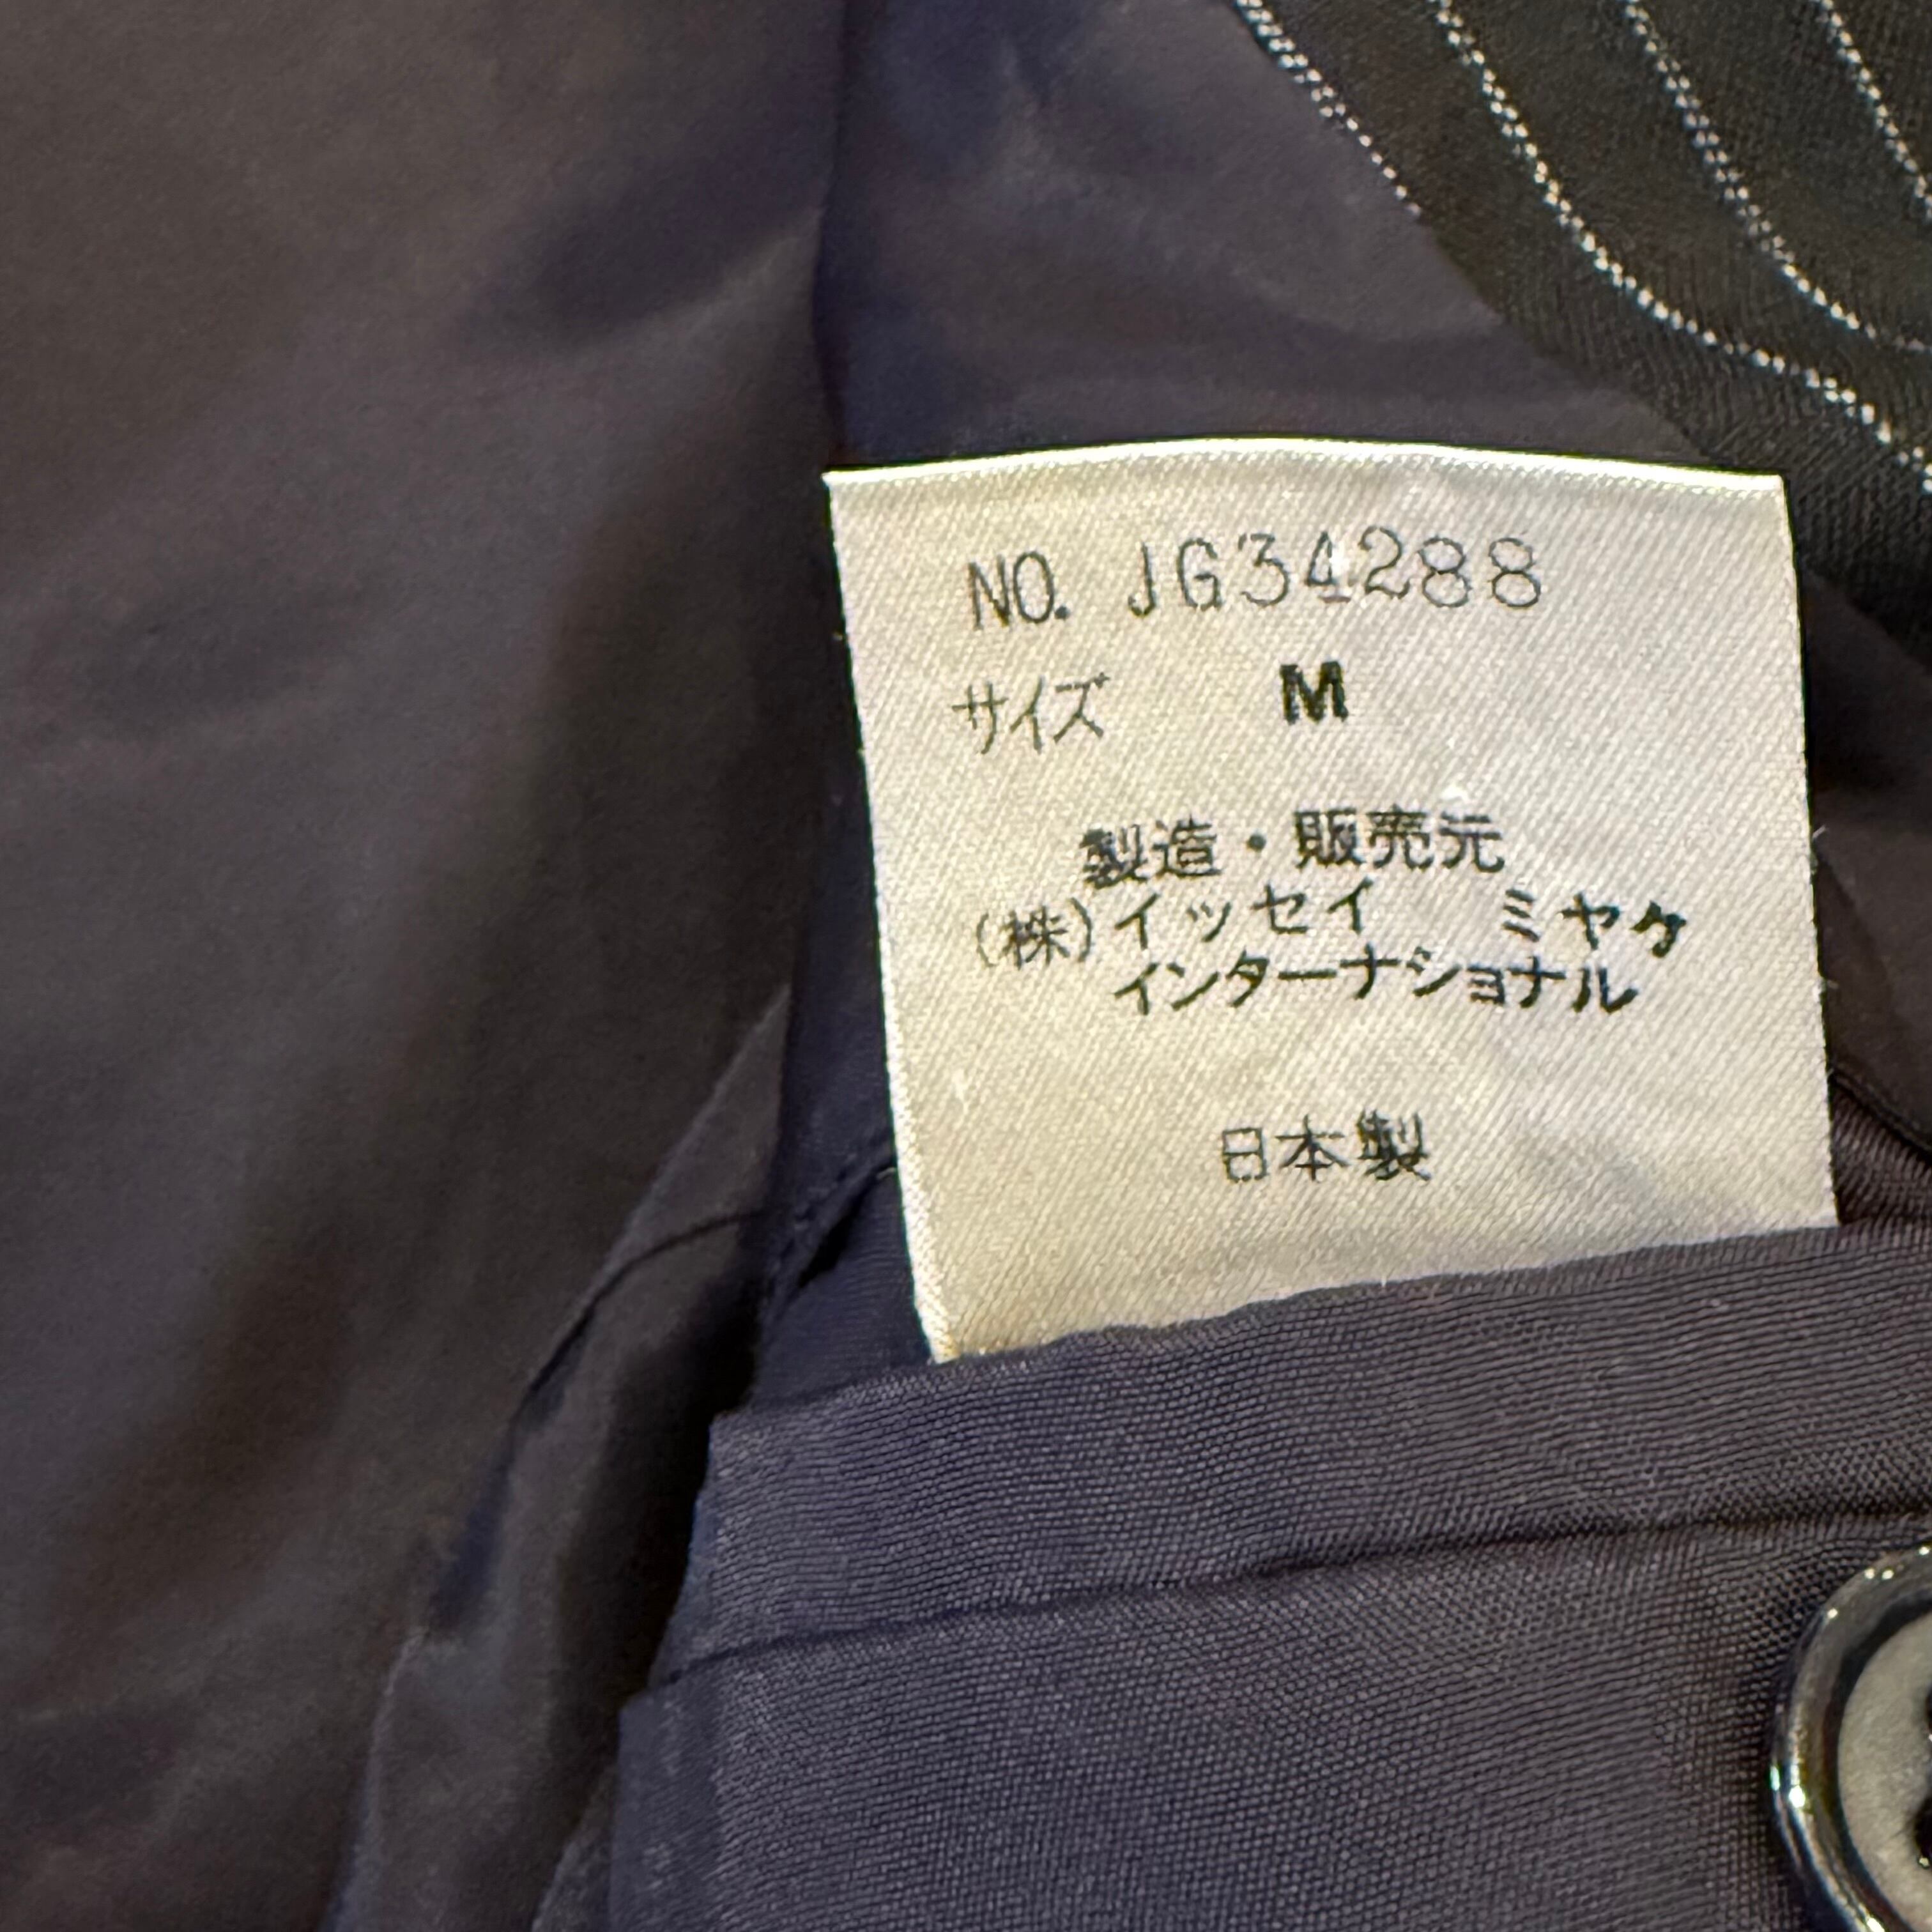 NO. JG34288
サイズ M
製造・販売元
(株)イッセイ ミヤケ
インターナショナル
日本製